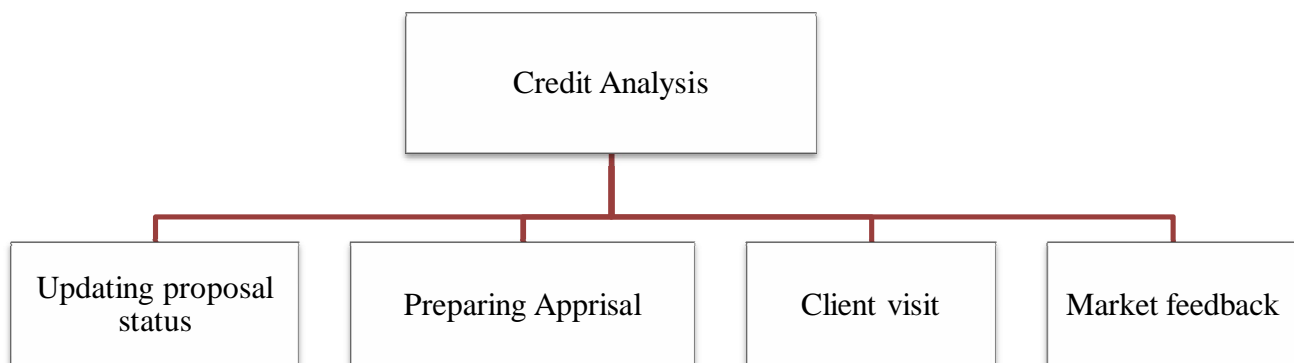 Credit Analysis
Updating proposal
status
Preparing Apprisal
Client visit
Market feedback